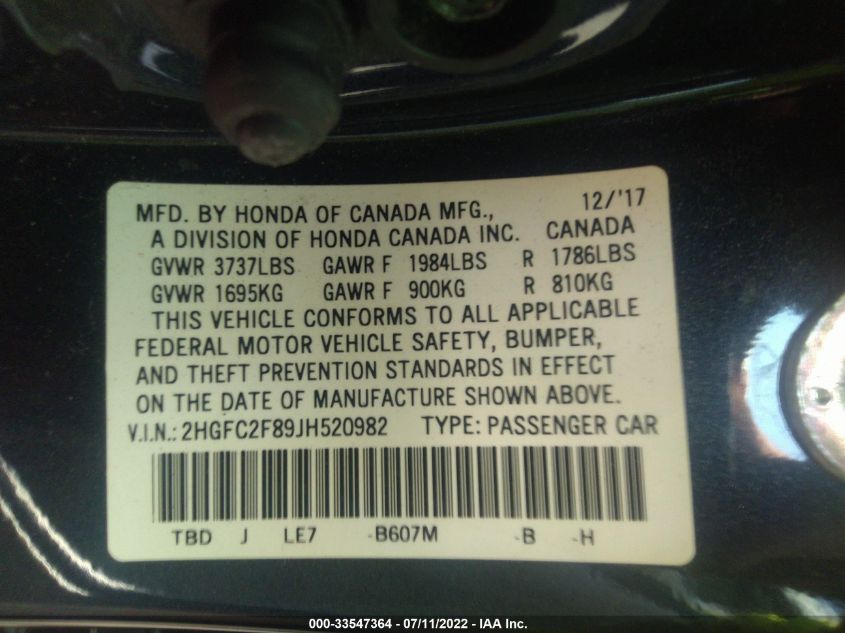 MFD. BY HONDA OF CANADA MFG., 12/'17
A DIVISION OF HONDA CANADA INC. CANADA
GVWR 3737LBS GAWR F 1984LBS R 1786LBS
GVWR 1695KG GAWR F 900KG R 810KG
THIS VEHICLE CONFORMS TO ALL APPLICABLE
FEDERAL MOTOR VEHICLE SAFETY, BUMPER,
AND THEFT PREVENTION STANDARDS IN EFFECT
ON THE DATE OF MANUFACTURE SHOWN ABOVE.
V.I.N.: 2HGFC2F89JH520982 TYPE: PASSENGER CAR
TBD J LE7 -B607M -B -H
000-33547364 - 07/11/2022 - IAA Inc.